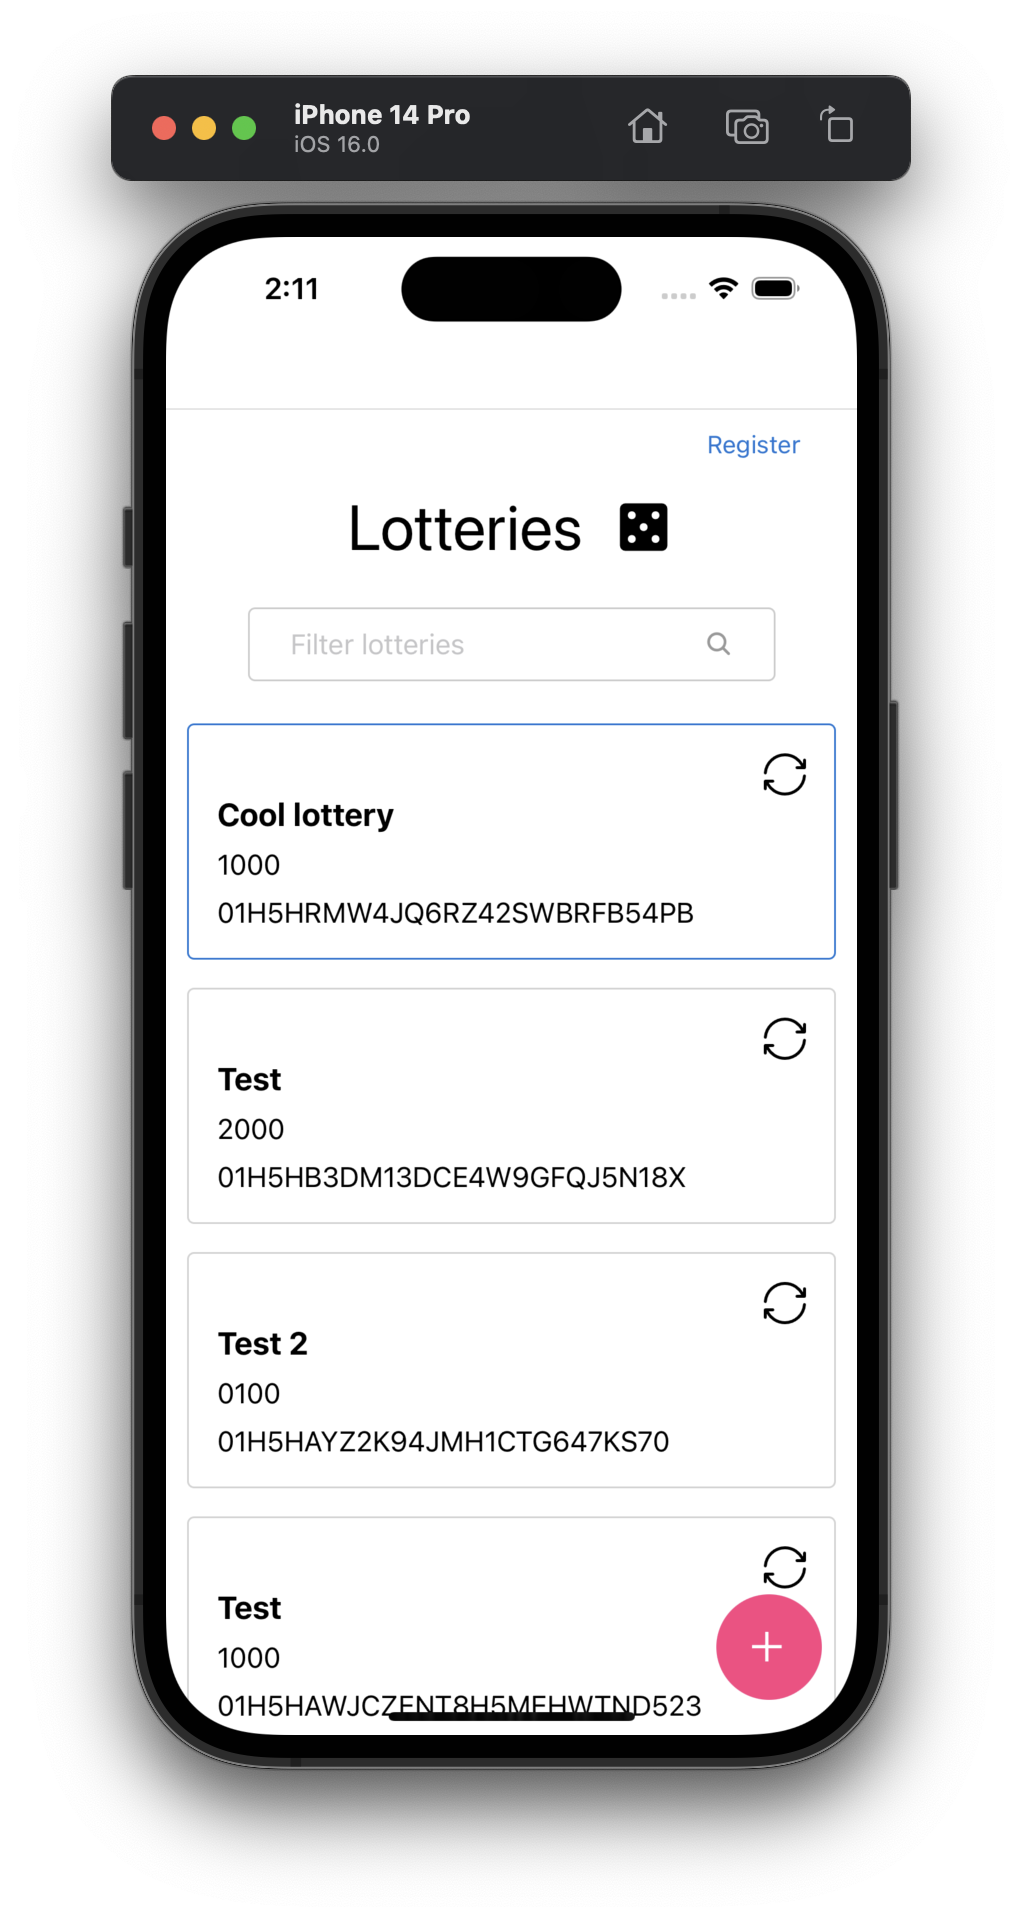 iPhone 14 Pro
iOS 16.0
2:11
Register
Lotteries
Filter lotteries
Cool lottery
1000
01H5HRMW4JQ6RZ42SWBRFB54PB
Test
2000
01H5HB3DM13DCE4W9GFQJ5N18X
Test 2
0100
01H5HAYZ2K94JMH1CTG647KS70
Test
1000
01H5HAWJCZENT8H5MFHWTND523